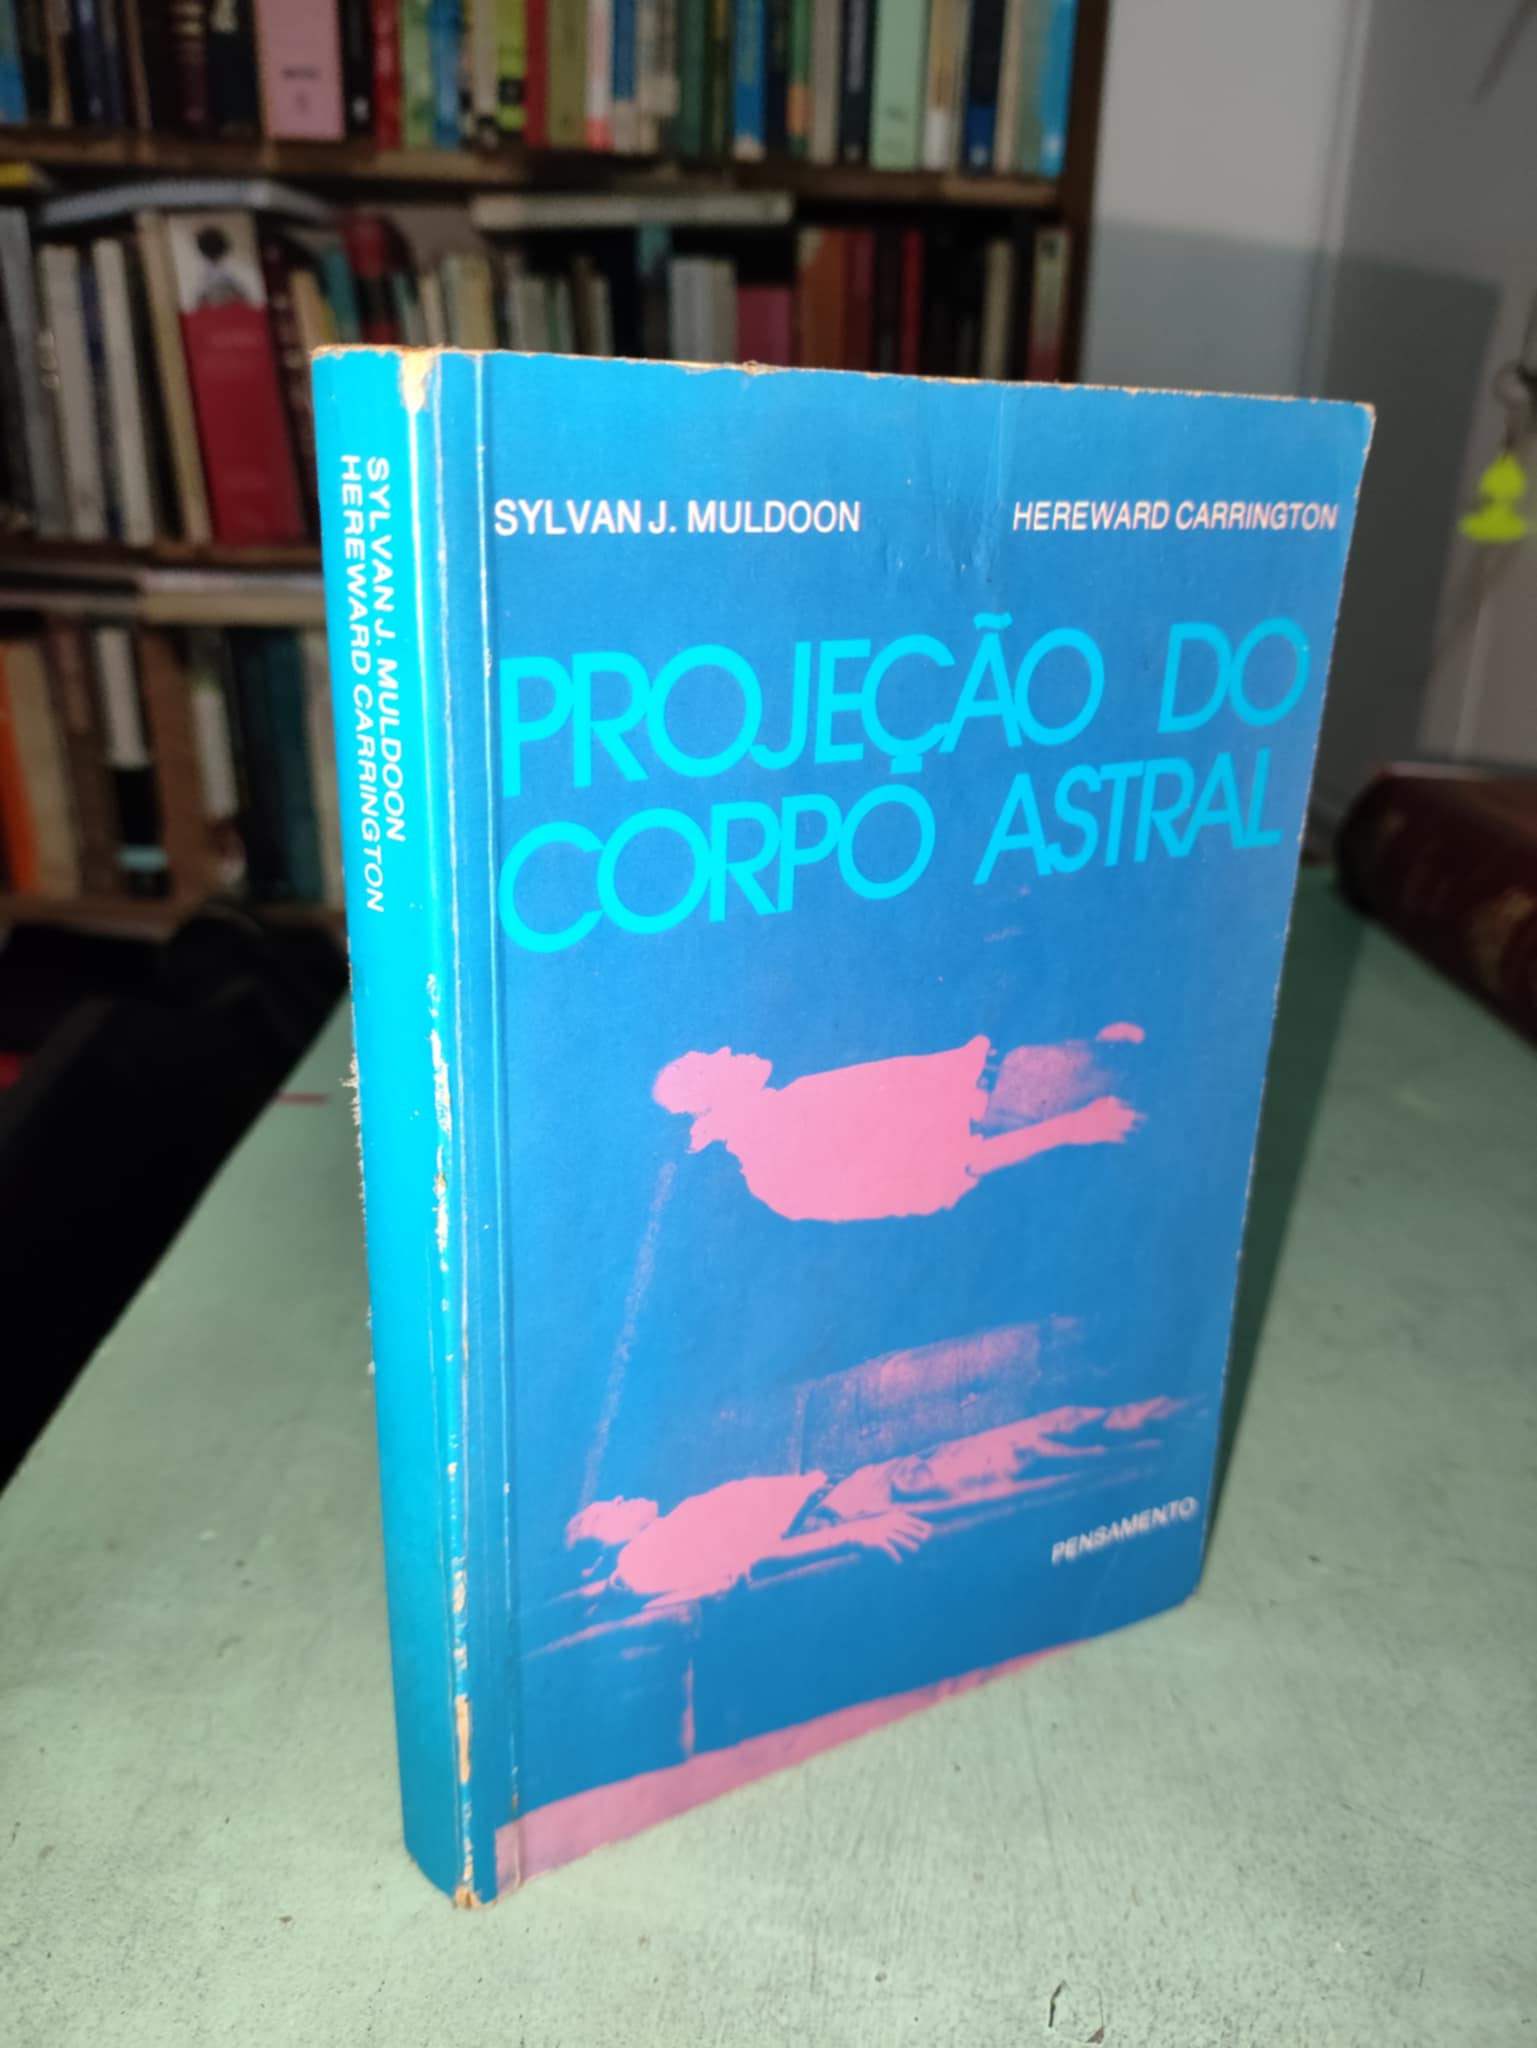 SYLVAN J. MULDOON
HEREWARD CARRINGTON
SYLVAN J. MULDOON
HEREWARD CARRINGTON
PROJEÇÃO DO
CORPO ASTRAL
PENSAMENTO